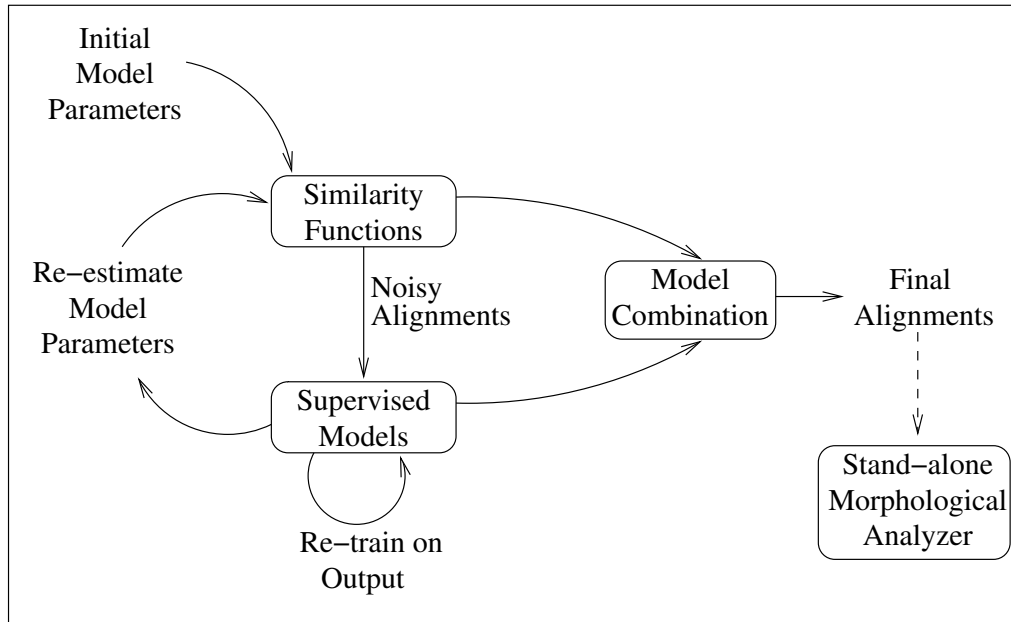 Initial
Model
Parameters
Similarity
Functions
Re−estimate
Model
Parameters
Noisy
Alignments
Model
Combination
Final
Alignments
Supervised
Models
Stand−alone
Morphological
Analyzer
Re−train on
Output